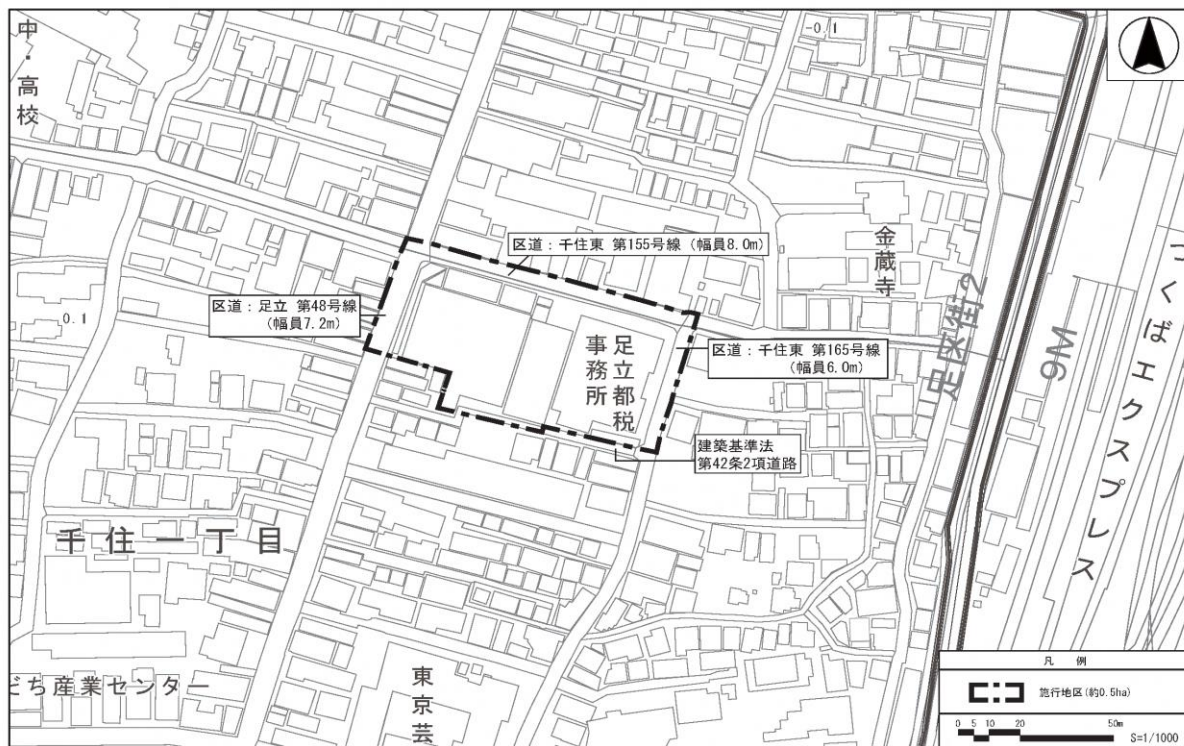 中・高校
-0.1
区道：千住東 第155号線（幅員8.0m）
金蔵寺
区道：足立 第48号線
（幅員7.2m）
0.1
足立都税
事務所
区道：千住東 第165号線
（幅員6.0m）
足区街2
9M
つくばエクスプレス
建築基準法
第42条2項道路
千住一丁目
だち産業センター
東京芸
凡 例
施行地区（約0.5ha）
0 5 10 20 50m
S=1/1000